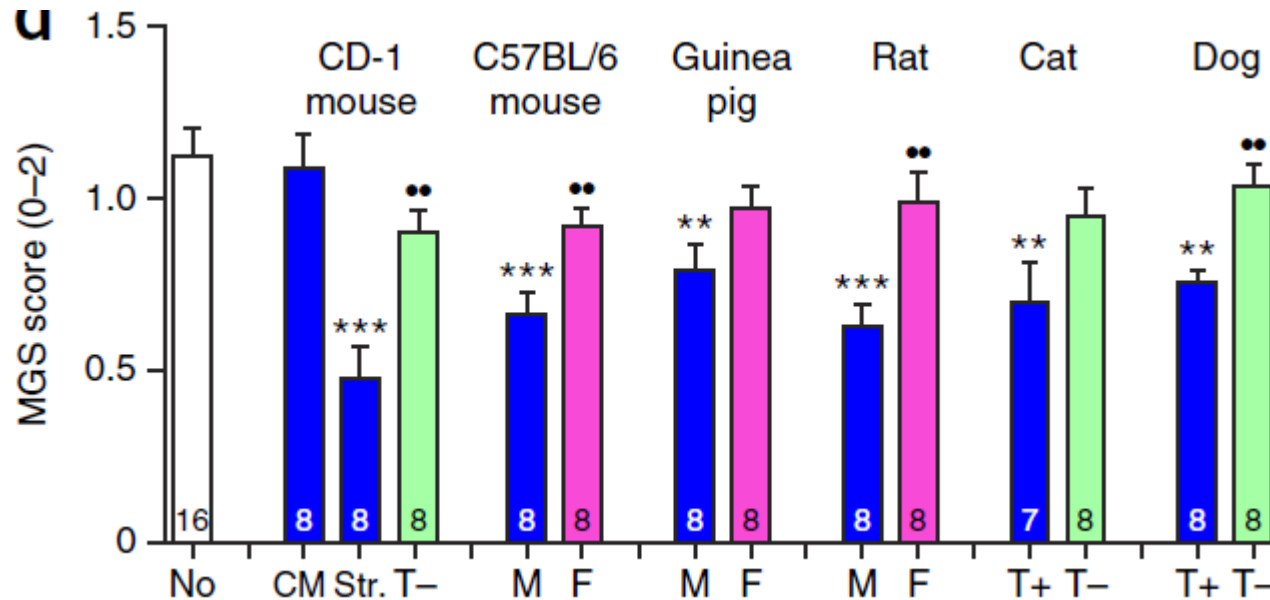 d
1.5
CD-1 mouse
C57BL/6 mouse
Guinea pig
Rat
Cat
Dog
MGS score (0–2)
1.0
0.5
0
•• •• •• ••
*** *** ** *** ** **
16 8 8 8 8 8 8 8 8 8 7 8 8 8
No CM Str. T– M F M F M F T+ T– T+ T–